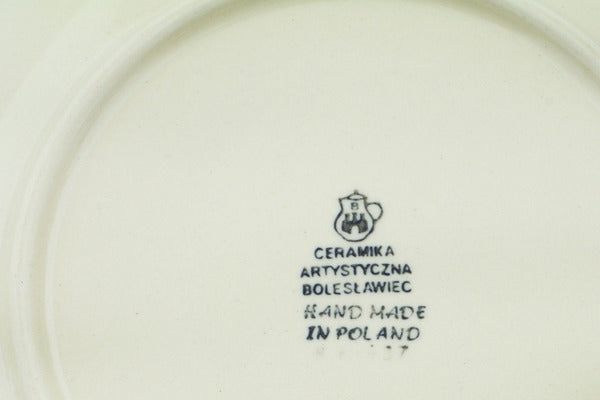 B
CERAMIKA
ARTYSTYCZNA
BOLESŁAWIEC
HAND MADE
IN POLAND